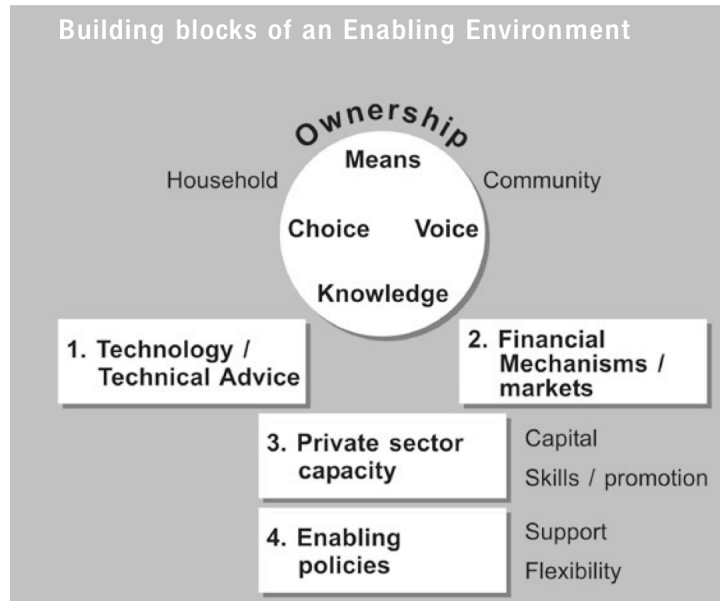 Building blocks of an Enabling Environment
Ownership
Means
Household
Community
Choice
Voice
Knowledge
1. Technology /
Technical Advice
2. Financial
Mechanisms /
markets
3. Private sector
capacity
Capital
Skills / promotion
4. Enabling
policies
Support
Flexibility